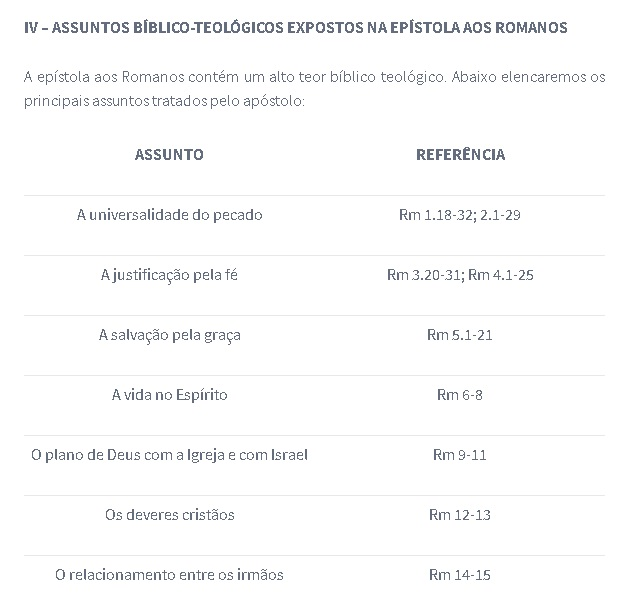 IV – ASSUNTOS BÍBLICO-TEOLÓGICOS EXPOSTOS NA EPÍSTOLA AOS ROMANOS
A epístola aos Romanos contém um alto teor bíblico teológico. Abaixo elencaremos os
principais assuntos tratados pelo apóstolo:
ASSUNTO REFERÊNCIA
A universalidade do pecado Rm 1.18-32; 2.1-29
A justificação pela fé Rm 3.20-31; Rm 4.1-25
A salvação pela graça Rm 5.1-21
A vida no Espírito Rm 6-8
O plano de Deus com a Igreja e com Israel Rm 9-11
Os deveres cristãos Rm 12-13
O relacionamento entre os irmãos Rm 14-15